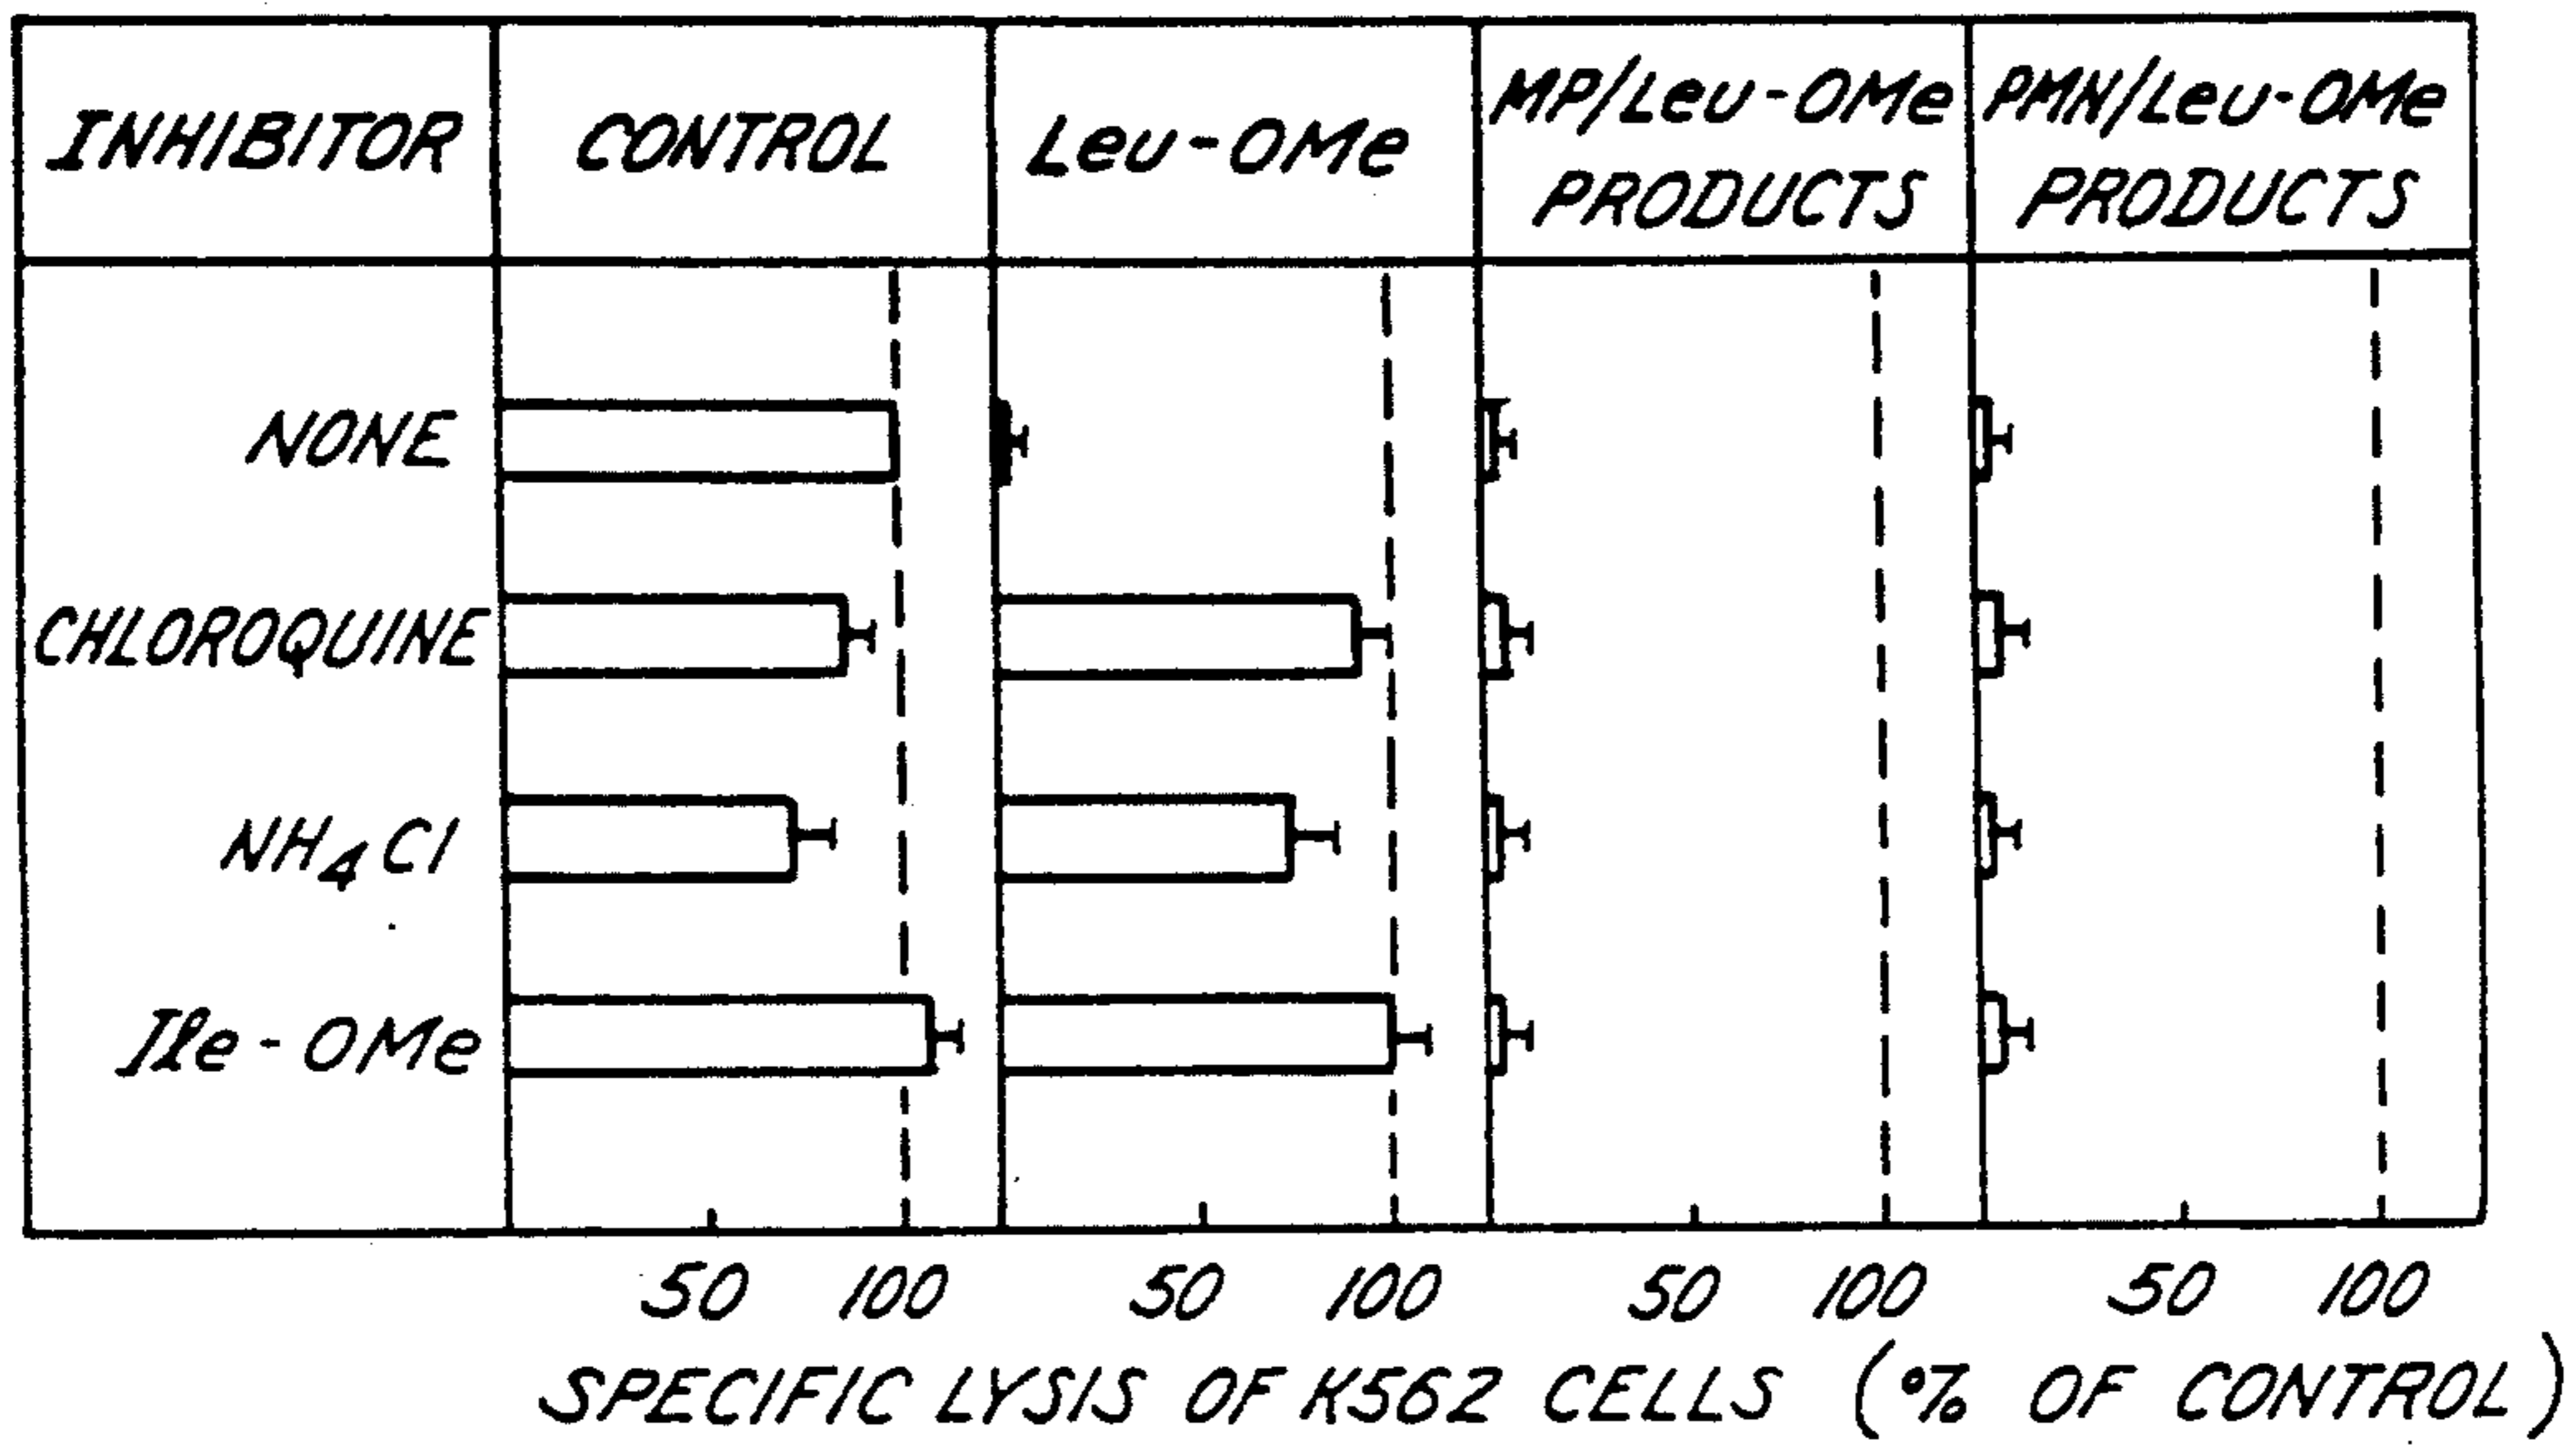 INHIBITOR CONTROL Leu-OMe MP/Leu-OMe PRODUCTS PMN/Leu-OMe PRODUCTS
NONE
CHLOROQUINE
NH4Cl
Ile-OMe
50 100 50 100 50 100 50 100
SPECIFIC LYSIS OF K562 CELLS (% OF CONTROL)